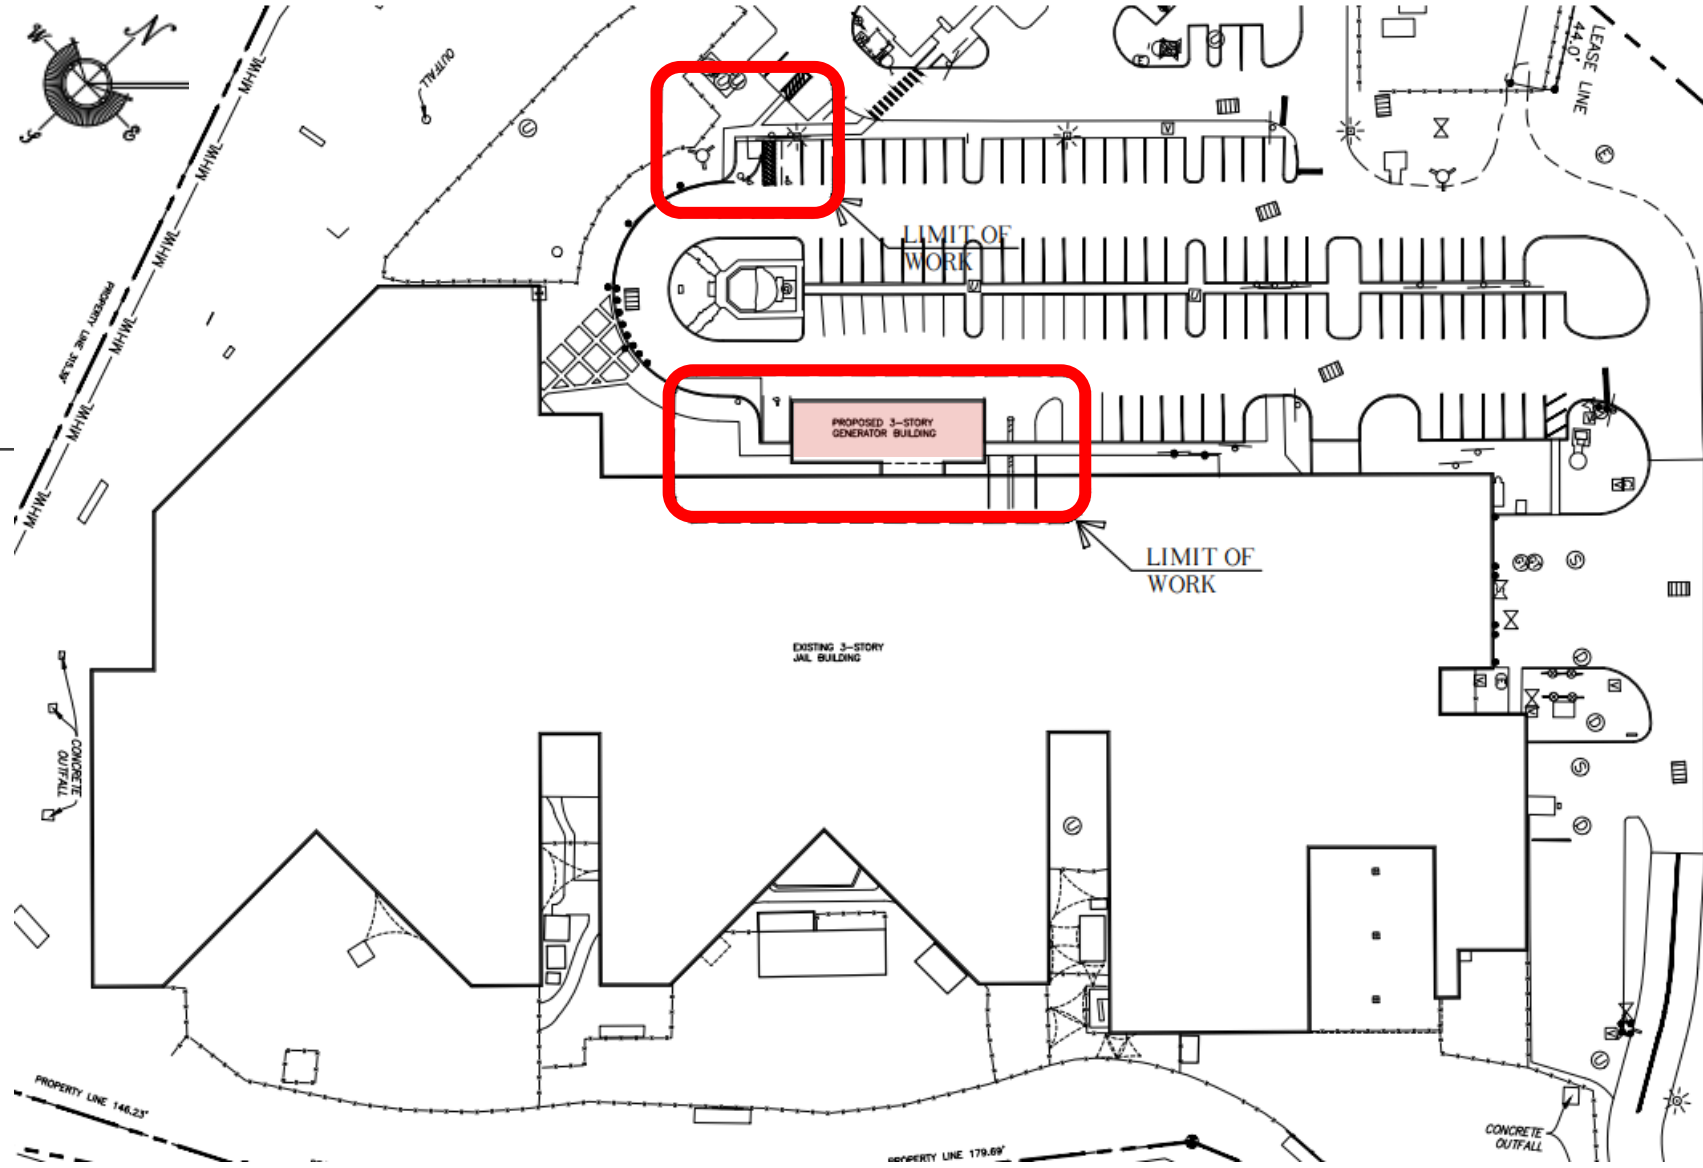 N
W
S
E
OUTFALL
LEASE LINE
44.0'
MHWL
MHWL
MHWL
MHWL
MHWL
MHWL
PROPERTY LINE 315.39'
LIMIT OF
WORK
PROPOSED 3-STORY
GENERATOR BUILDING
LIMIT OF
WORK
EXISTING 3-STORY
JAIL BUILDING
CONCRETE
OUTFALL
PROPERTY LINE 146.23'
PROPERTY LINE 179.69'
CONCRETE
OUTFALL